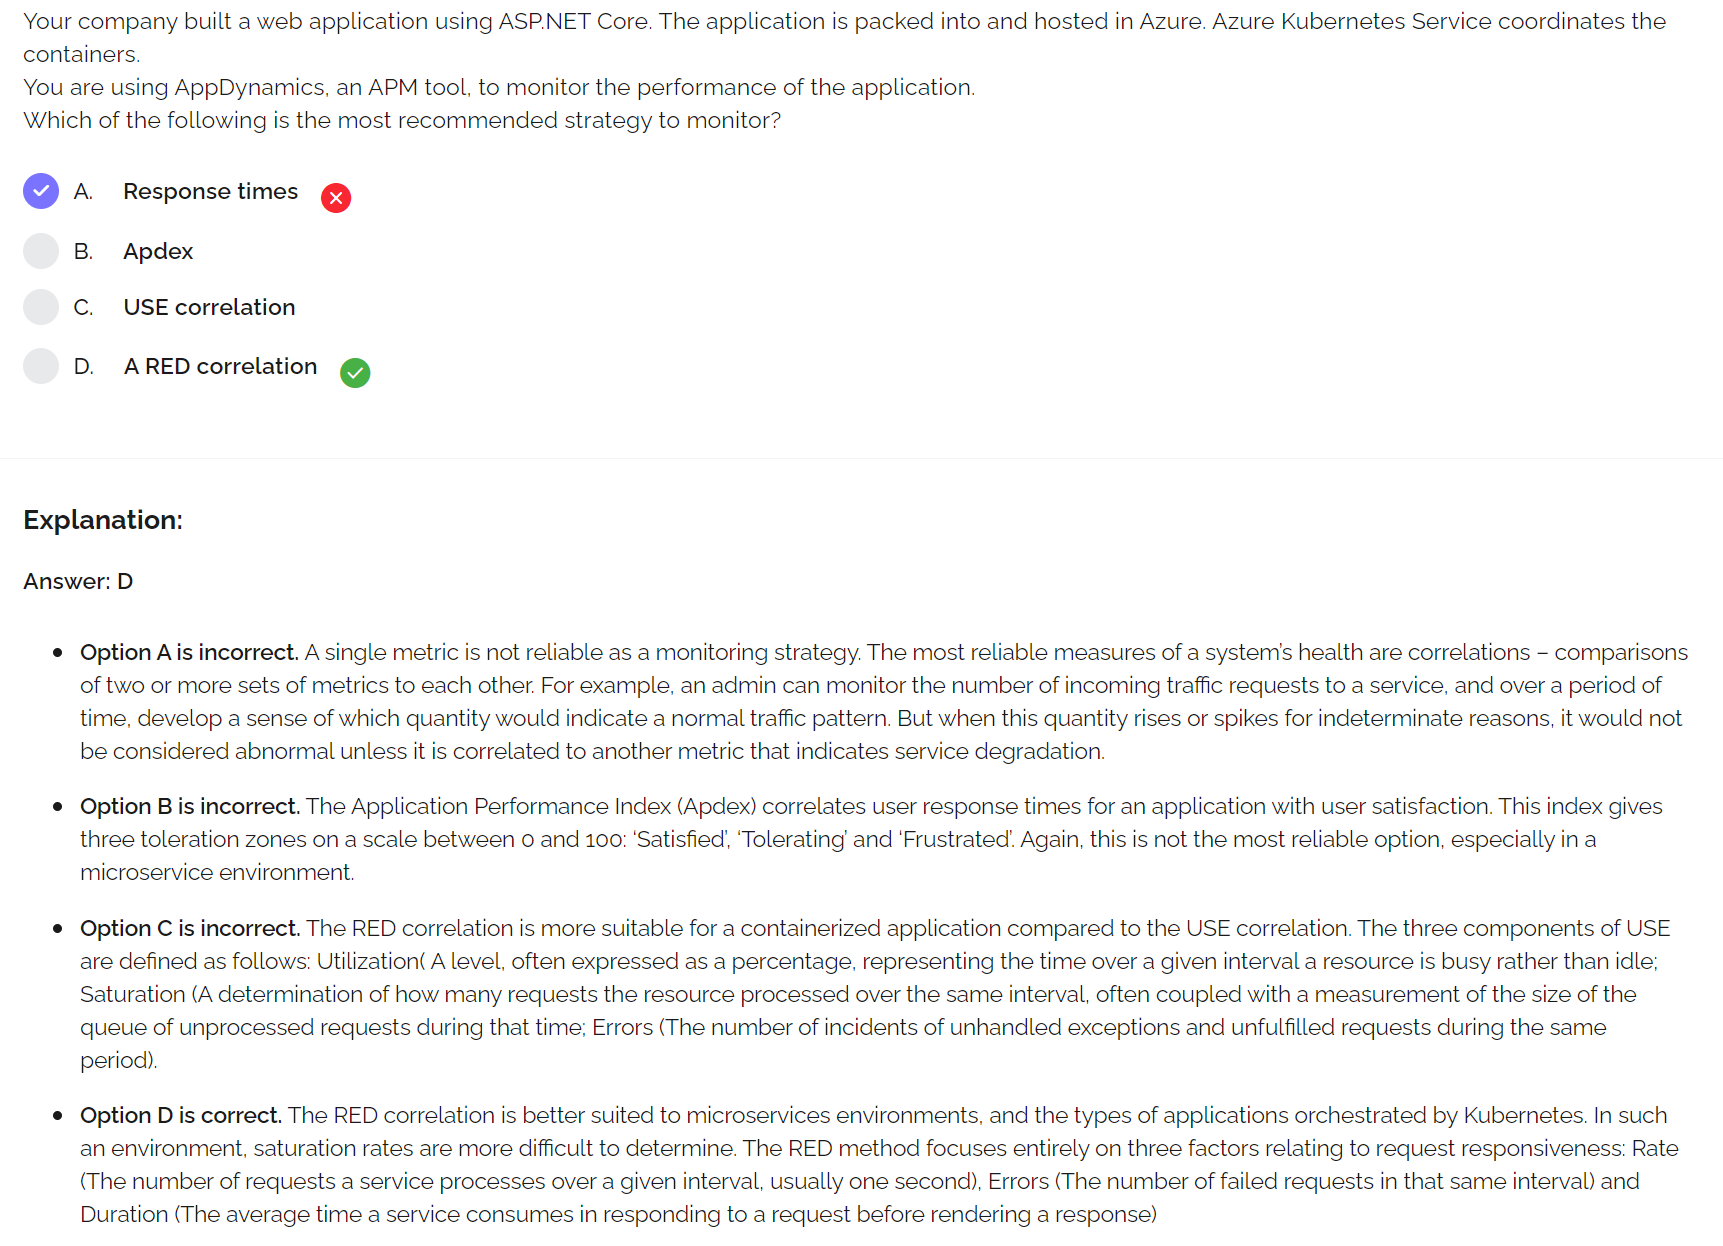 Your company built a web application using ASP.NET Core. The application is packed into and hosted in Azure. Azure Kubernetes Service coordinates the
containers.
You are using AppDynamics, an APM tool, to monitor the performance of the application.
Which of the following is the most recommended strategy to monitor?
A. Response times
B. Apdex
C. USE correlation
D. A RED correlation
Explanation:
Answer: D
• Option A is incorrect. A single metric is not reliable as a monitoring strategy. The most reliable measures of a system's health are correlations – comparisons
of two or more sets of metrics to each other. For example, an admin can monitor the number of incoming traffic requests to a service, and over a period of
time, develop a sense of which quantity would indicate a normal traffic pattern. But when this quantity rises or spikes for indeterminate reasons, it would not
be considered abnormal unless it is correlated to another metric that indicates service degradation.
• Option B is incorrect. The Application Performance Index (Apdex) correlates user response times for an application with user satisfaction. This index gives
three toleration zones on a scale between 0 and 100: ‘Satisfied’, ‘Tolerating’ and ‘Frustrated’. Again, this is not the most reliable option, especially in a
microservice environment.
• Option C is incorrect. The RED correlation is more suitable for a containerized application compared to the USE correlation. The three components of USE
are defined as follows: Utilization( A level, often expressed as a percentage, representing the time over a given interval a resource is busy rather than idle;
Saturation (A determination of how many requests the resource processed over the same interval, often coupled with a measurement of the size of the
queue of unprocessed requests during that time; Errors (The number of incidents of unhandled exceptions and unfulfilled requests during the same
period).
• Option D is correct. The RED correlation is better suited to microservices environments, and the types of applications orchestrated by Kubernetes. In such
an environment, saturation rates are more difficult to determine. The RED method focuses entirely on three factors relating to request responsiveness: Rate
(The number of requests a service processes over a given interval, usually one second), Errors (The number of failed requests in that same interval) and
Duration (The average time a service consumes in responding to a request before rendering a response)